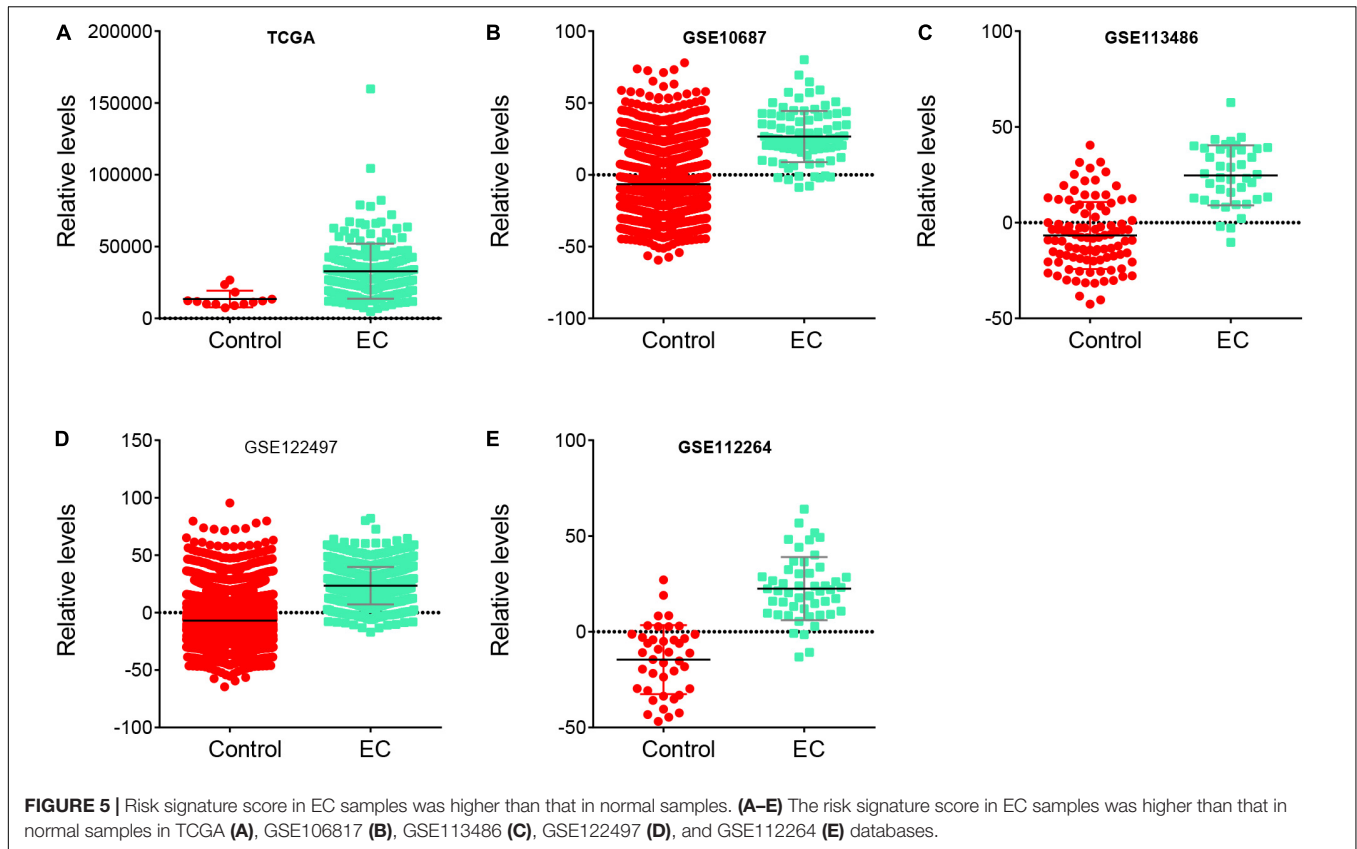 A
TCGA
200000
150000
100000
50000
0
Relative levels
Control
EC
B
GSE10687
100
50
0
-50
-100
Relative levels
Control
EC
C
GSE113486
100
50
0
-50
Relative levels
Control
EC
D
GSE122497
150
100
50
0
-50
-100
Relative levels
Control
EC
E
GSE112264
100
50
0
-50
Relative levels
Control
EC
FIGURE 5 | Risk signature score in EC samples was higher than that in normal samples. (A–E) The risk signature score in EC samples was higher than that in
normal samples in TCGA (A), GSE106817 (B), GSE113486 (C), GSE122497 (D), and GSE112264 (E) databases.